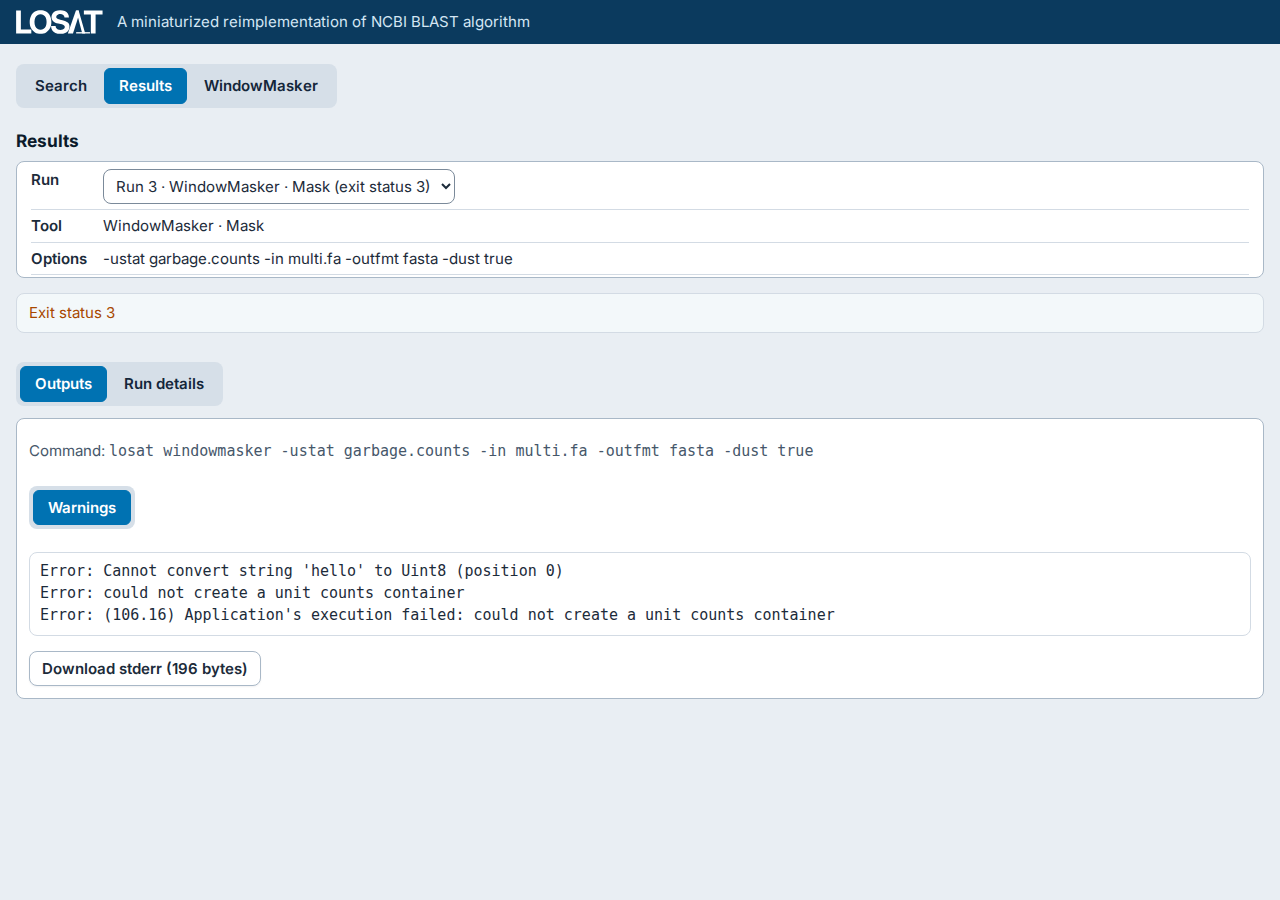 LOSAT A miniaturized reimplementation of NCBI BLAST algorithm
Search Results WindowMasker
Results
Run Run 3 · WindowMasker · Mask (exit status 3)
Tool WindowMasker · Mask
Options -ustat garbage.counts -in multi.fa -outfmt fasta -dust true
Exit status 3
Outputs Run details
Command: losat windowmasker -ustat garbage.counts -in multi.fa -outfmt fasta -dust true
Warnings
Error: Cannot convert string 'hello' to Uint8 (position 0)
Error: could not create a unit counts container
Error: (106.16) Application's execution failed: could not create a unit counts container
Download stderr (196 bytes)